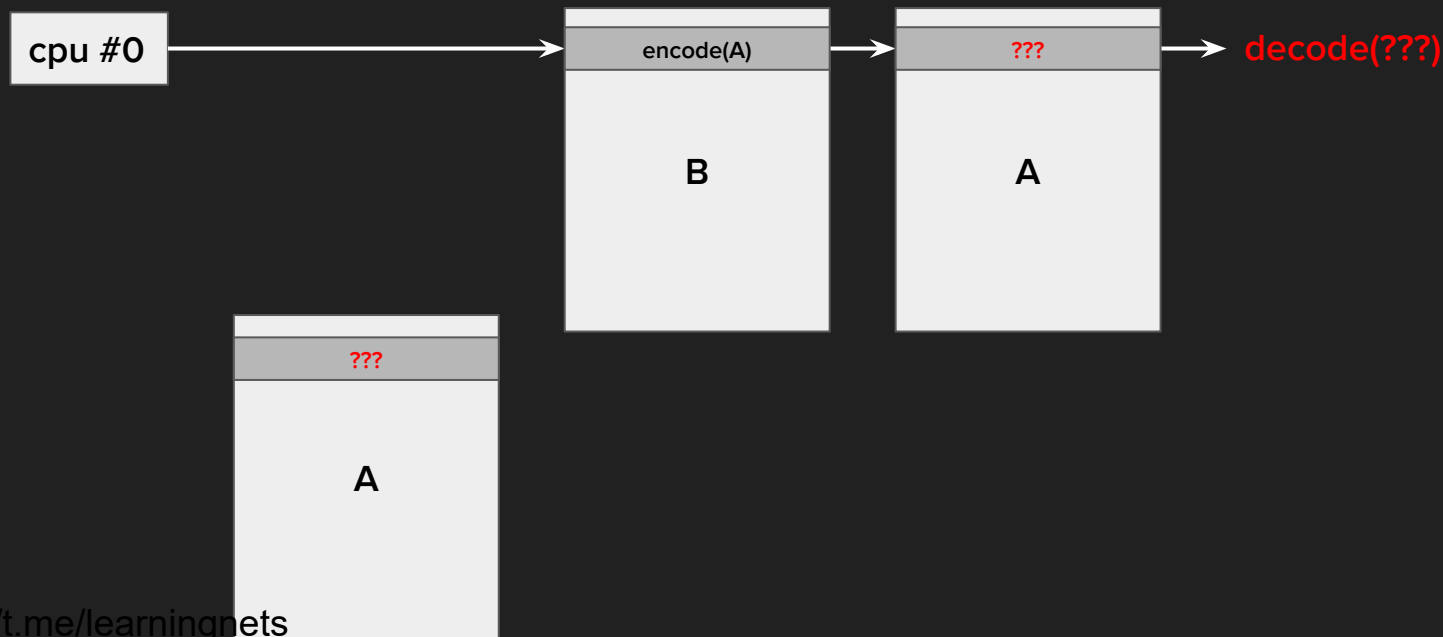 cpu #0
encode(A)
???
decode(???)
B
A
???
A
/t.me/learningnets